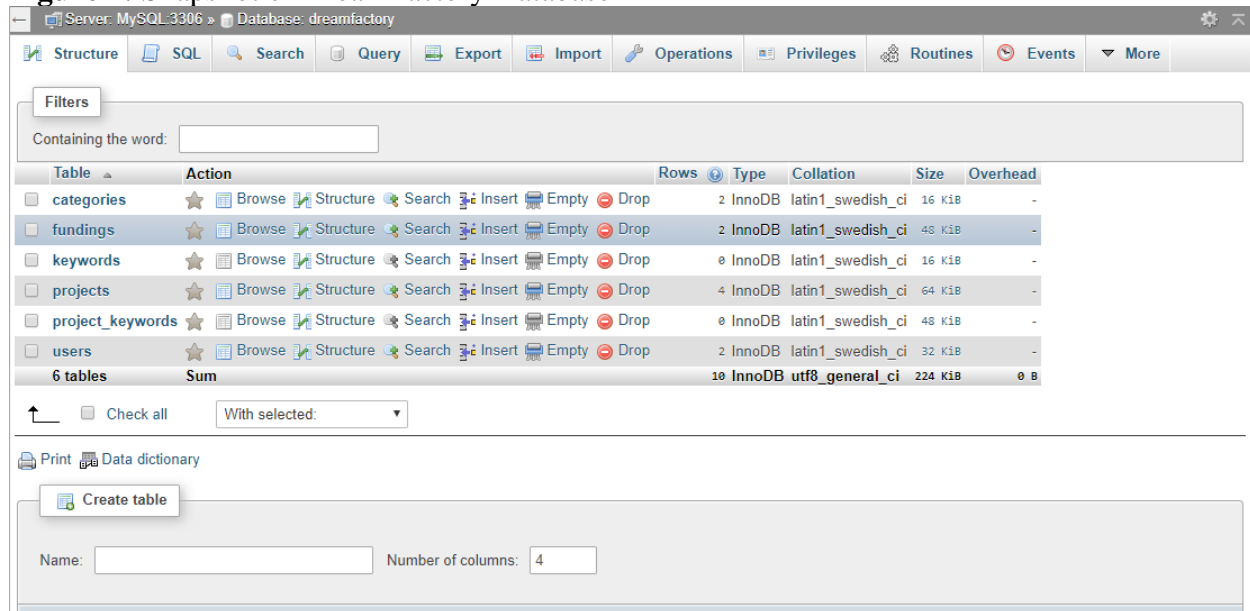 Server: MySQL:3306 » Database: dreamfactory
Structure SQL Search Query Export Import Operations Privileges Routines Events More
Filters
Containing the word:
Table Action Rows Type Collation Size Overhead
categories Browse Structure Search Insert Empty Drop 2 InnoDB latin1_swedish_ci 16 KiB -
fundings Browse Structure Search Insert Empty Drop 2 InnoDB latin1_swedish_ci 48 KiB -
keywords Browse Structure Search Insert Empty Drop 0 InnoDB latin1_swedish_ci 16 KiB -
projects Browse Structure Search Insert Empty Drop 4 InnoDB latin1_swedish_ci 64 KiB -
project_keywords Browse Structure Search Insert Empty Drop 0 InnoDB latin1_swedish_ci 48 KiB -
users Browse Structure Search Insert Empty Drop 2 InnoDB latin1_swedish_ci 32 KiB -
6 tables Sum 10 InnoDB utf8_general_ci 224 KiB 0 B
Check all With selected:
Print Data dictionary
Create table
Name: Number of columns: 4